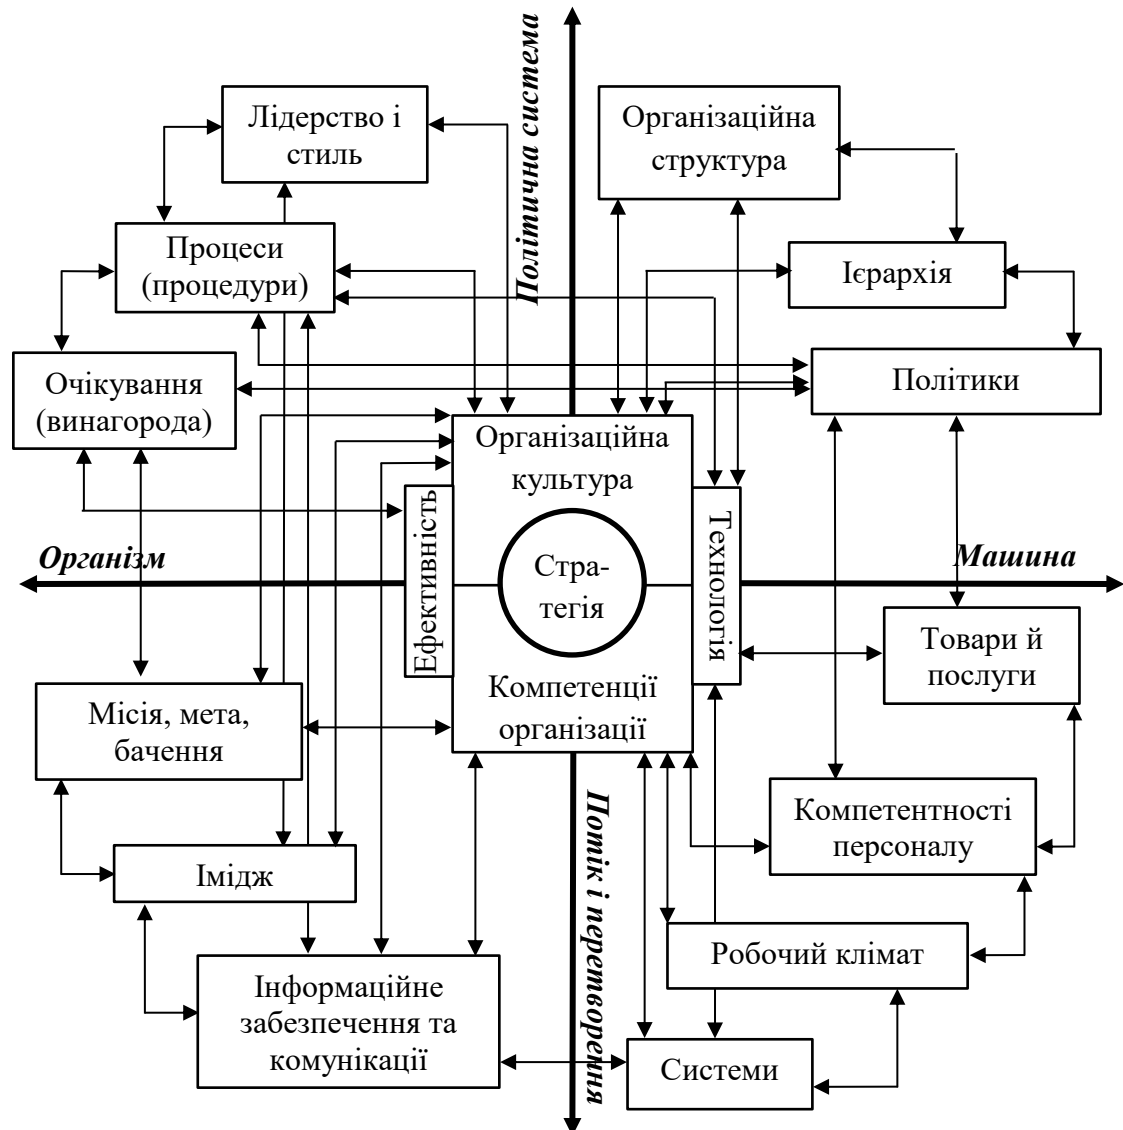 Політична система
Лідерство і
стиль
Організаційна
структура
Процеси
(процедури)
Ієрархія
Очікування
(винагорода)
Політики
Організаційна
культура
Ефективність
Технологія
Організм
Машина
Стра-
тегія
Товари й
послуги
Компетенції
організації
Місія, мета,
бачення
Потік і перетворення
Компетентності
персоналу
Імідж
Робочий клімат
Інформаційне
забезпечення та
комунікації
Системи